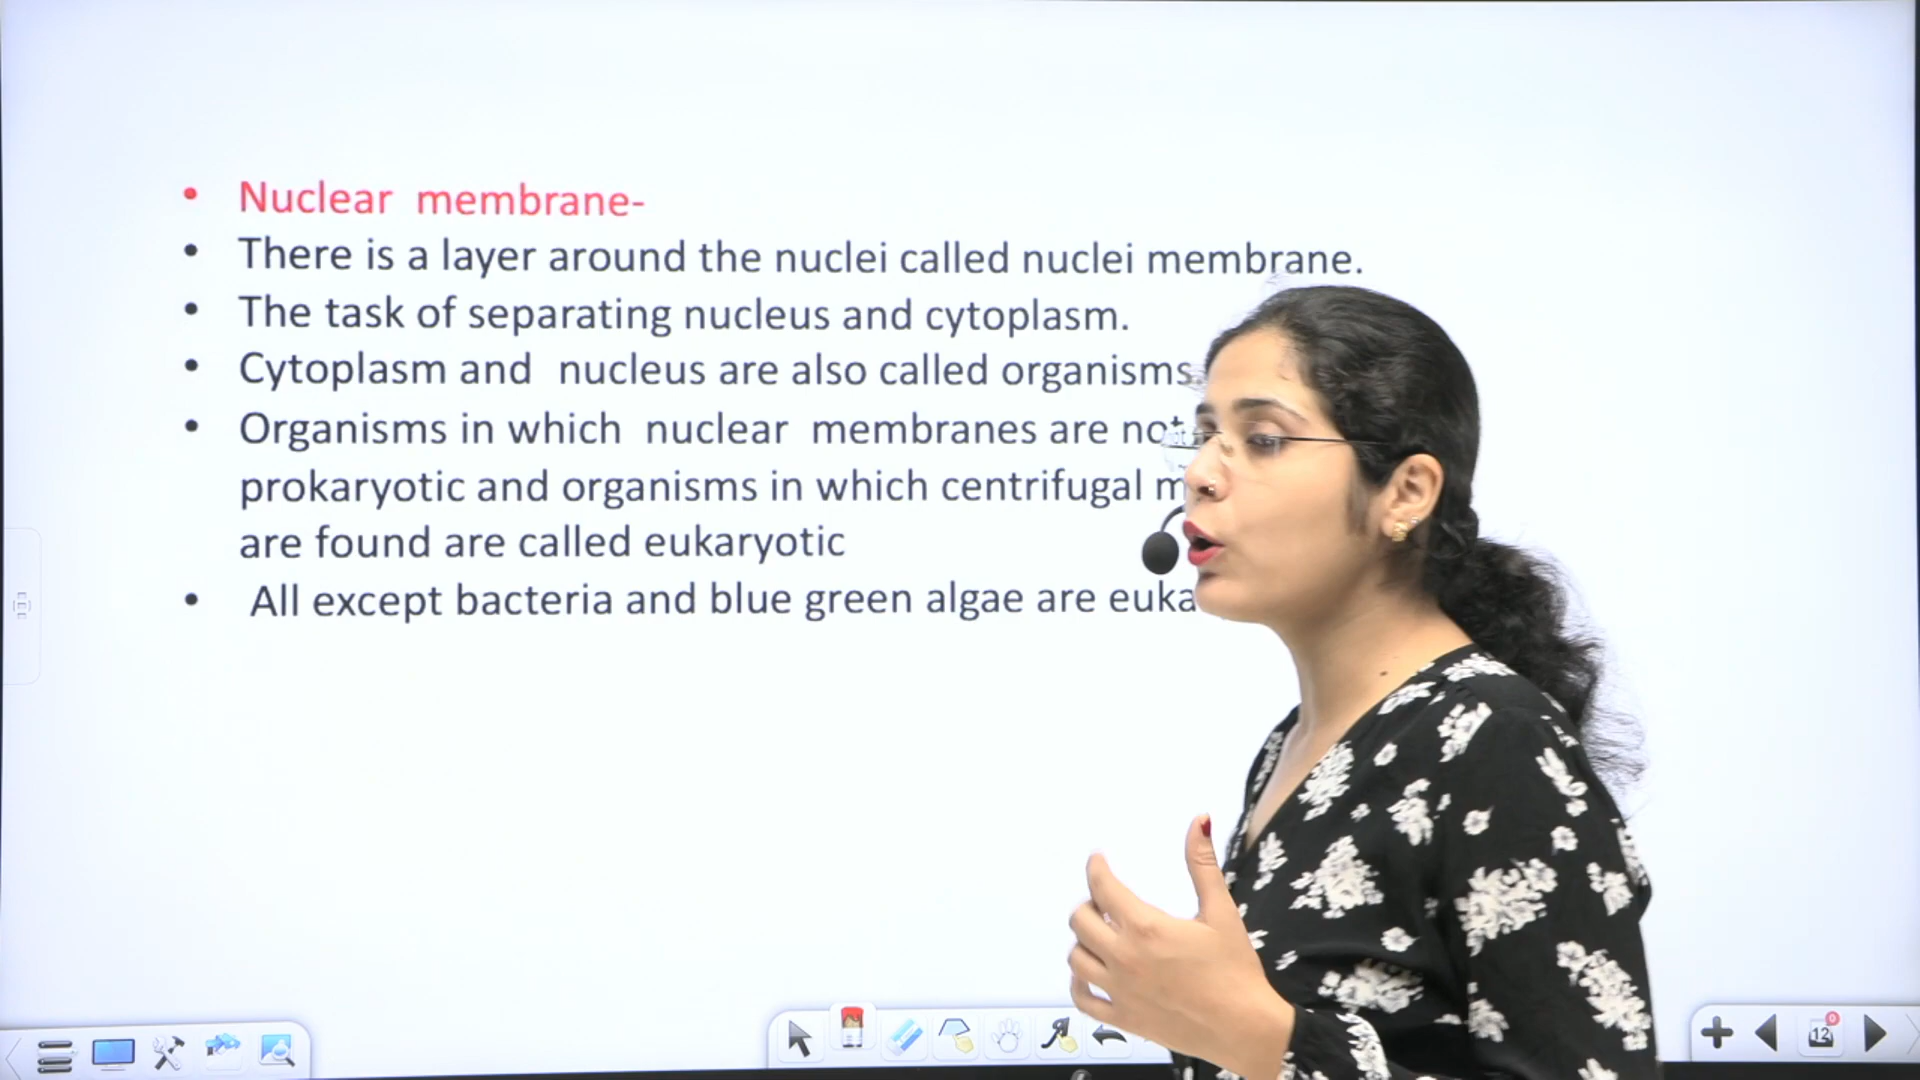 • Nuclear membrane-
• There is a layer around the nuclei called nuclei membrane.
• The task of separating nucleus and cytoplasm.
• Cytoplasm and nucleus are also called organisms
• Organisms in which nuclear membranes are not
prokaryotic and organisms in which centrifugal
are found are called eukaryotic
• All except bacteria and blue green algae are
12
0